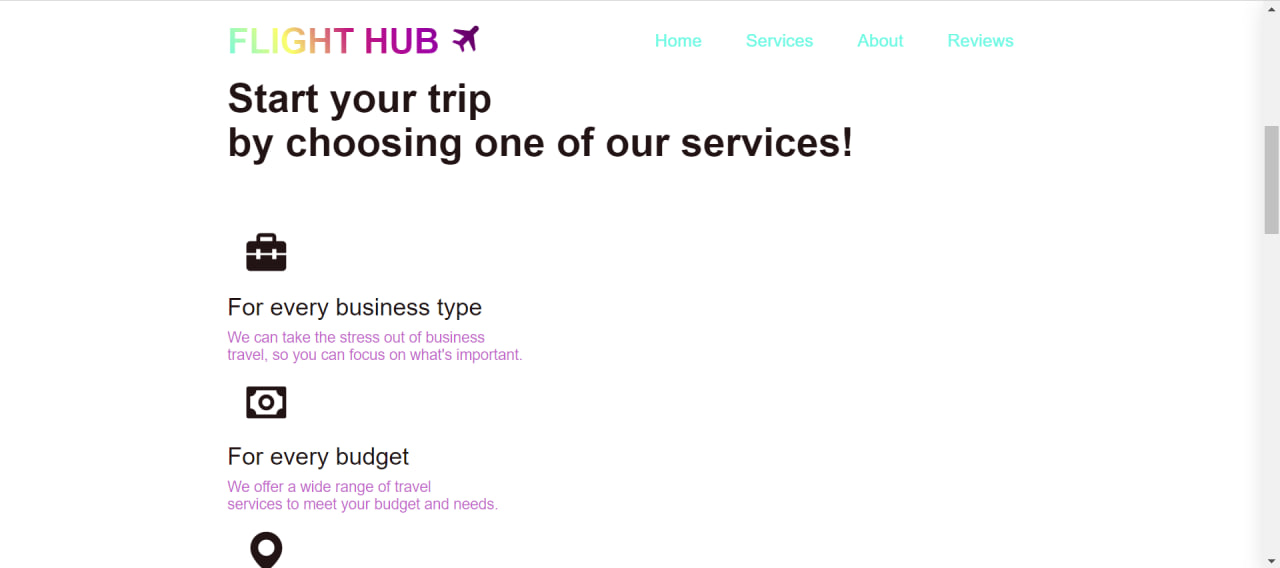 FLIGHT HUB
Home Services About Reviews
Start your trip
by choosing one of our services!
For every business type
We can take the stress out of business
travel, so you can focus on what's important.
For every budget
We offer a wide range of travel
services to meet your budget and needs.